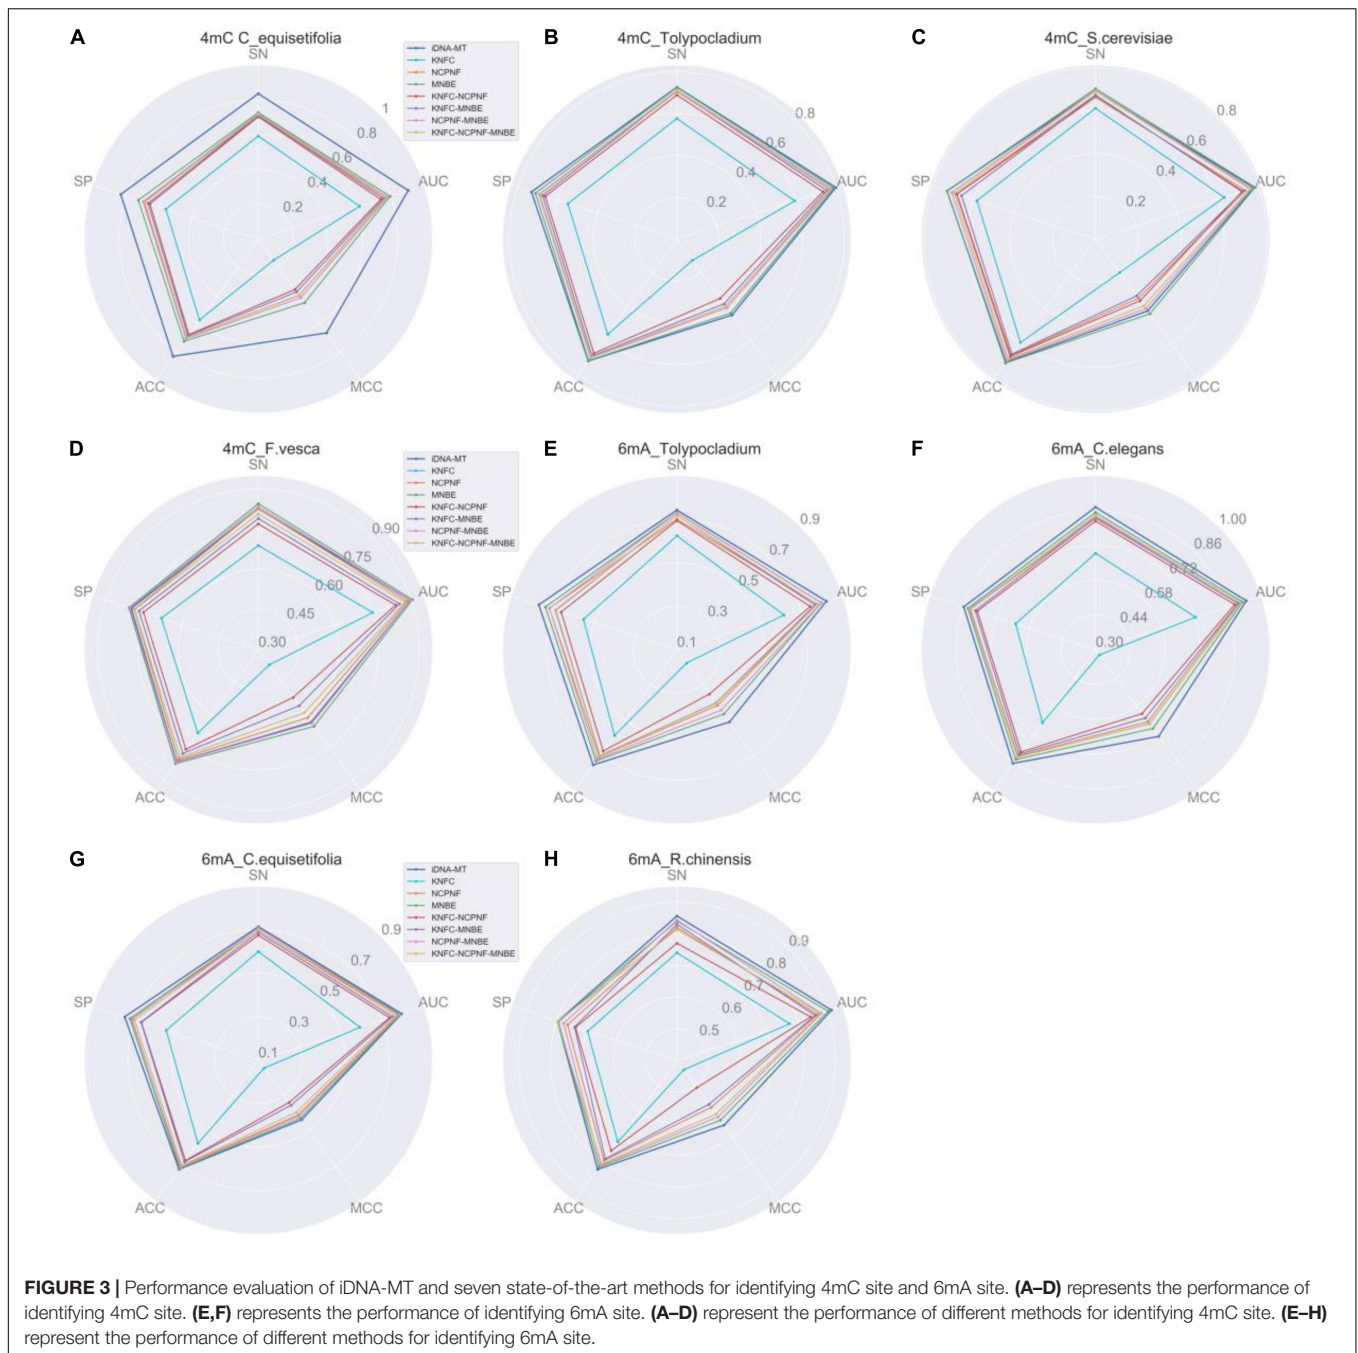 A
4mC C_equisetifolia
SN
AUC
MCC
ACC
SP
0.2
0.4
0.6
0.8
1
iDNA-MT
KNFC
NCPNF
MNBE
KNFC-NCPNF
KNFC-MNBE
NCPNF-MNBE
KNFC-NCPNF-MNBE
B
4mC_Tolypocladium
SN
AUC
MCC
ACC
SP
0.2
0.4
0.6
0.8
C
4mC_S.cerevisiae
SN
AUC
MCC
ACC
SP
0.2
0.4
0.6
0.8
D
4mC_F.vesca
SN
AUC
MCC
ACC
SP
0.30
0.45
0.60
0.75
0.90
iDNA-MT
KNFC
NCPNF
MNBE
KNFC-NCPNF
KNFC-MNBE
NCPNF-MNBE
KNFC-NCPNF-MNBE
E
6mA_Tolypocladium
SN
AUC
MCC
ACC
SP
0.1
0.3
0.5
0.7
0.9
F
6mA_C.elegans
SN
AUC
MCC
ACC
SP
0.30
0.44
0.58
0.72
0.86
1.00
G
6mA_C.equisetifolia
SN
AUC
MCC
ACC
SP
0.1
0.3
0.5
0.7
0.9
iDNA-MT
KNFC
NCPNF
MNBE
KNFC-NCPNF
KNFC-MNBE
NCPNF-MNBE
KNFC-NCPNF-MNBE
H
6mA_R.chinensis
SN
AUC
MCC
ACC
SP
0.5
0.6
0.7
0.8
0.9
FIGURE 3 | Performance evaluation of iDNA-MT and seven state-of-the-art methods for identifying 4mC site and 6mA site. (A–D) represents the performance of
identifying 4mC site. (E,F) represents the performance of identifying 6mA site. (A–D) represent the performance of different methods for identifying 4mC site. (E–H)
represent the performance of different methods for identifying 6mA site.